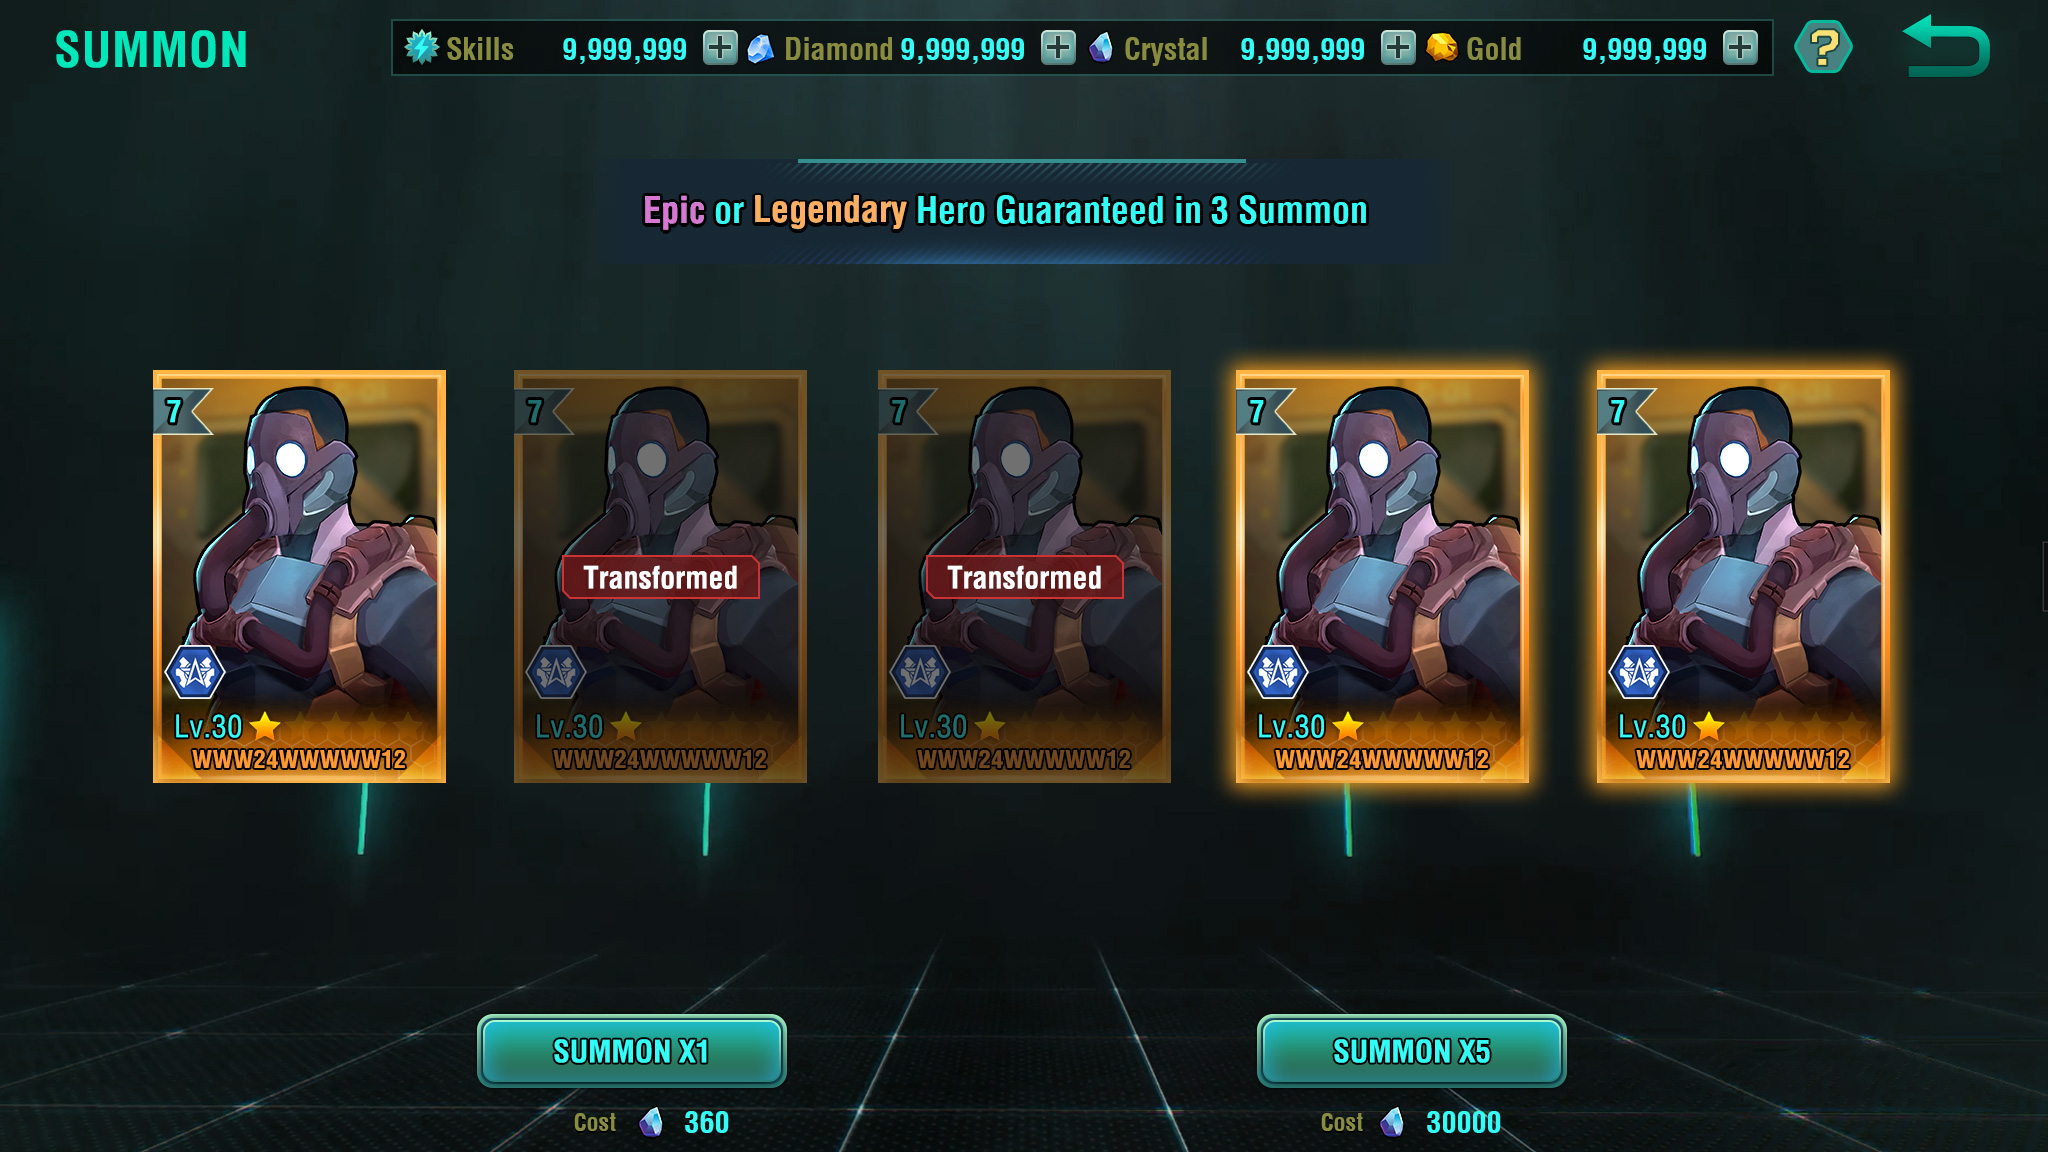 SUMMON
Skills 9,999,999 Diamond 9,999,999 Crystal 9,999,999 Gold 9,999,999
Epic or Legendary Hero Guaranteed in 3 Summon
7 7 7 7 7
Transformed Transformed
Lv.30 Lv.30 Lv.30 Lv.30 Lv.30
WWW24WWWWW12 WWW24WWWWW12 WWW24WWWWW12 WWW24WWWWW12 WWW24WWWWW12
SUMMON X1 SUMMON X5
Cost 360 Cost 30000